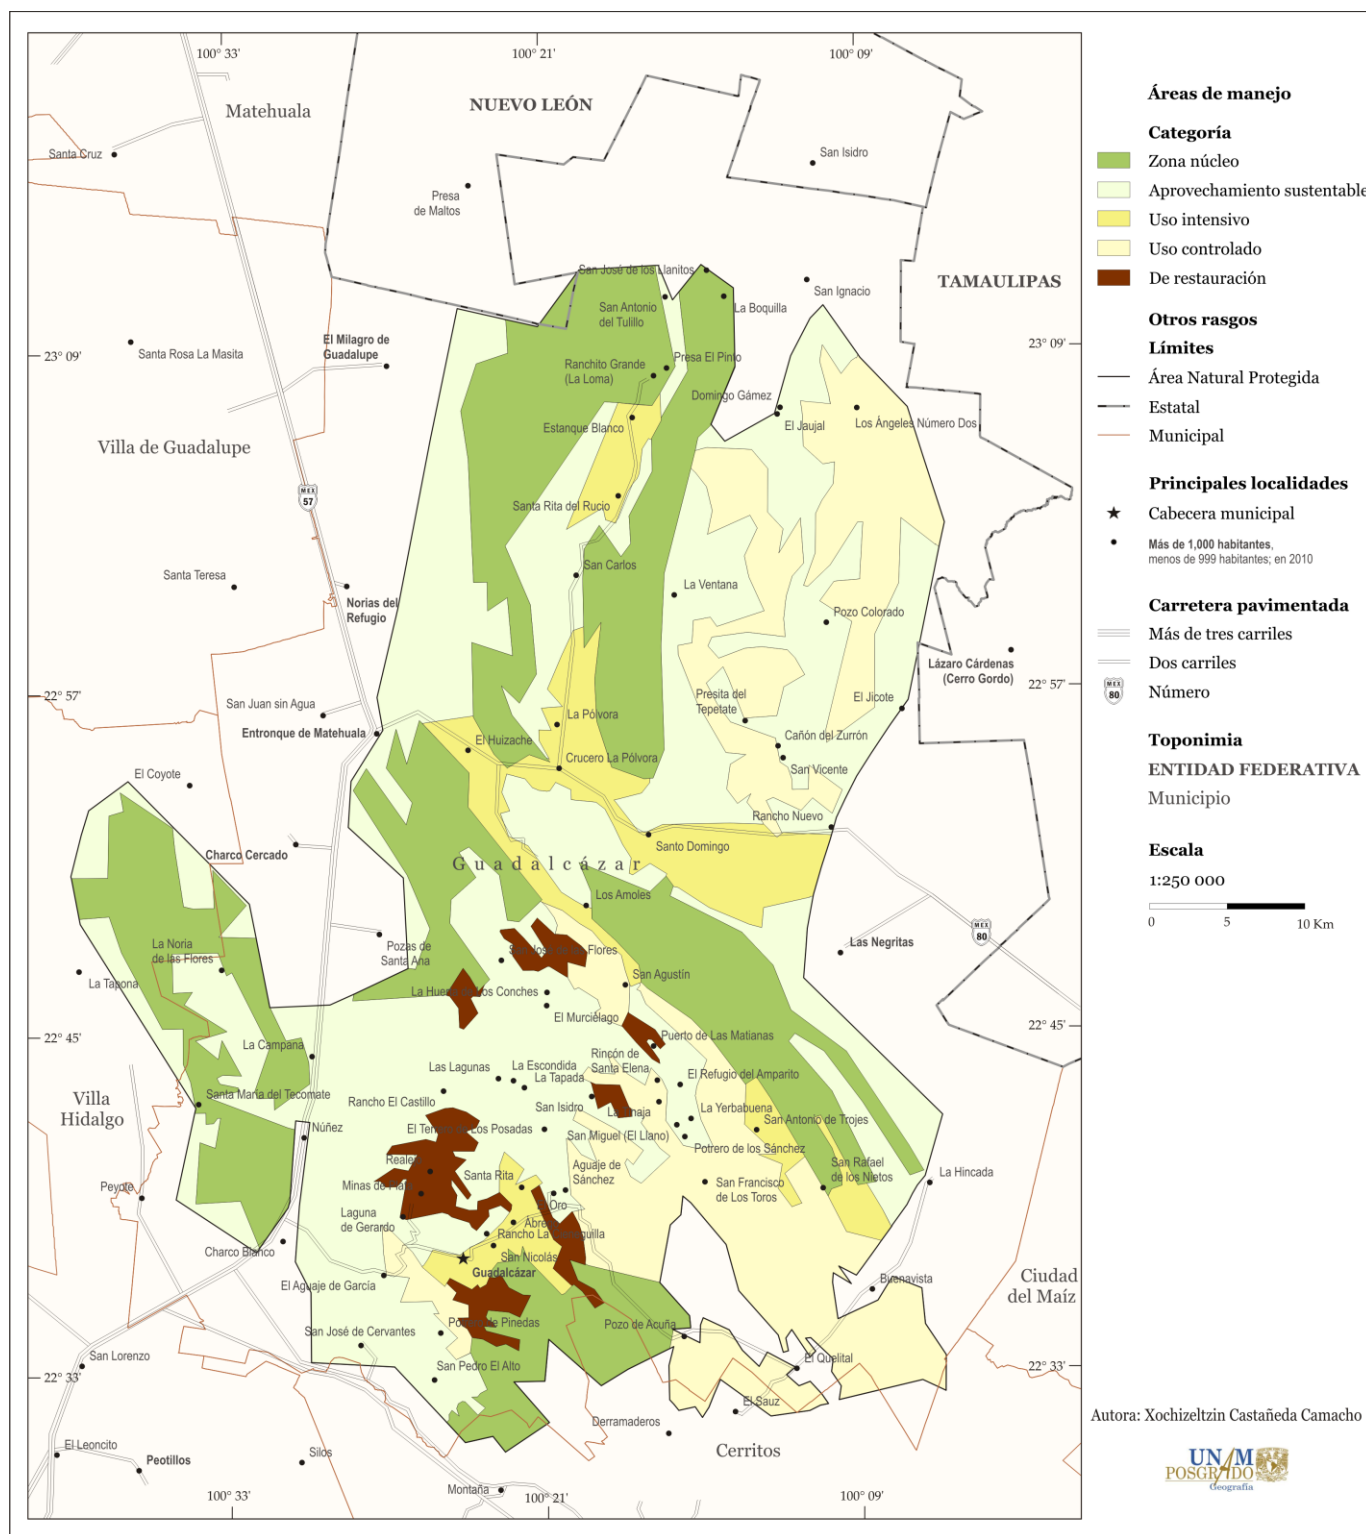 100° 33'
100° 21'
100° 09'
Matehuala
NUEVO LEÓN
Santa Cruz
San Isidro
Presa
de Maltos
San José de los Llanitos
San Ignacio
TAMAULIPAS
San Antonio
del Tulillo
La Boquilla
23° 09'
El Milagro de
Guadalupe
Santa Rosa La Masita
23° 09'
Ranchito Grande
(La Loma)
Presa El Pinto
Domingo Gámez
Estanque Blanco
El Jaujal
Los Ángeles Número Dos
Villa de Guadalupe
MEX
57
Santa Rita del Rucio
San Carlos
Santa Teresa
La Ventana
Norias del
Refugio
Pozo Colorado
Lázaro Cárdenas
(Cerro Gordo)
22° 57'
22° 57'
San Juan sin Agua
Presita del
Tepetate
El Jicote
La Pólvora
Entronque de Matehuala
El Huizache
Cañón del Zurrón
Crucero La Pólvora
San Vicente
El Coyote
Rancho Nuevo
Charco Cercado
Santo Domingo
Guadalcázar
Los Amoles
La Noria
de las Flores
Pozas de
Santa Ana
Las Negritas
MEX
80
La Tapona
San Agustín
El Murciélago
22° 45'
22° 45'
La Campana
Puerto de Las Matianas
Rincón de
Santa Elena
La Escondida
Las Lagunas
La Tapada
El Refugio del Amparito
Villa
Hidalgo
Santa María del Tecomate
Rancho El Castillo
San Isidro
La Yerbabuena
San Antonio de Trojes
Núñez
San Miguel (El Llano)
Potrero de los Sánchez
Aguaje de
Sánchez
San Rafael
de los Nietos
La Hincada
Peyote
Santa Rita
Minas de Plata
San Francisco
de Los Toros
Laguna
de Gerardo
Charco Blanco
San Nicolás
Guadalcázar
El Aguaje de García
Buenavista
Ciudad
del Maíz
San José de Cervantes
Pozo de Acuña
San Lorenzo
San Pedro El Alto
El Quelital
22° 33'
22° 33'
El Sauz
Derramaderos
Cerritos
El Leoncito
Peotillos
Silos
Montaña
100° 33'
100° 21'
100° 09'
Áreas de manejo
Categoría
Zona núcleo
Aprovechamiento sustentable
Uso intensivo
Uso controlado
De restauración
Otros rasgos
Límites
Área Natural Protegida
Estatal
Municipal
Principales localidades
Cabecera municipal
Más de 1,000 habitantes,
menos de 999 habitantes; en 2010
Carretera pavimentada
Más de tres carriles
Dos carriles
MEX
80
Número
Toponimia
ENTIDAD FEDERATIVA
Municipio
Escala
1:250 000
0 5 10 Km
Autora: Xochizeltzin Castañeda Camacho
UNAM
POSGRADO
Geografía